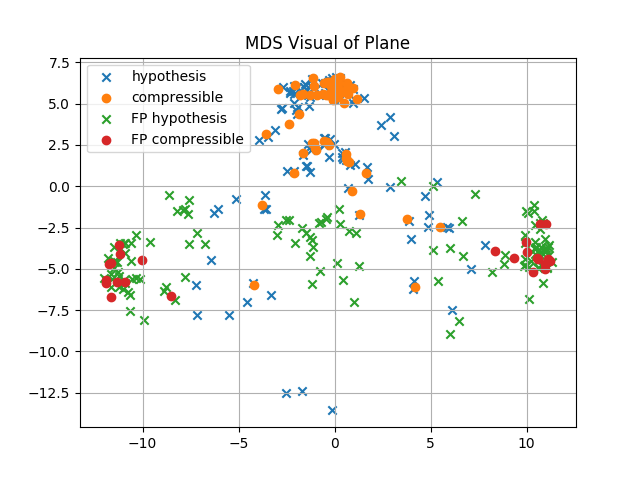 MDS Visual of Plane
hypothesis
compressible
FP hypothesis
FP compressible
7.5
5.0
2.5
0.0
−2.5
−5.0
−7.5
−10.0
−12.5
−10
−5
0
5
10